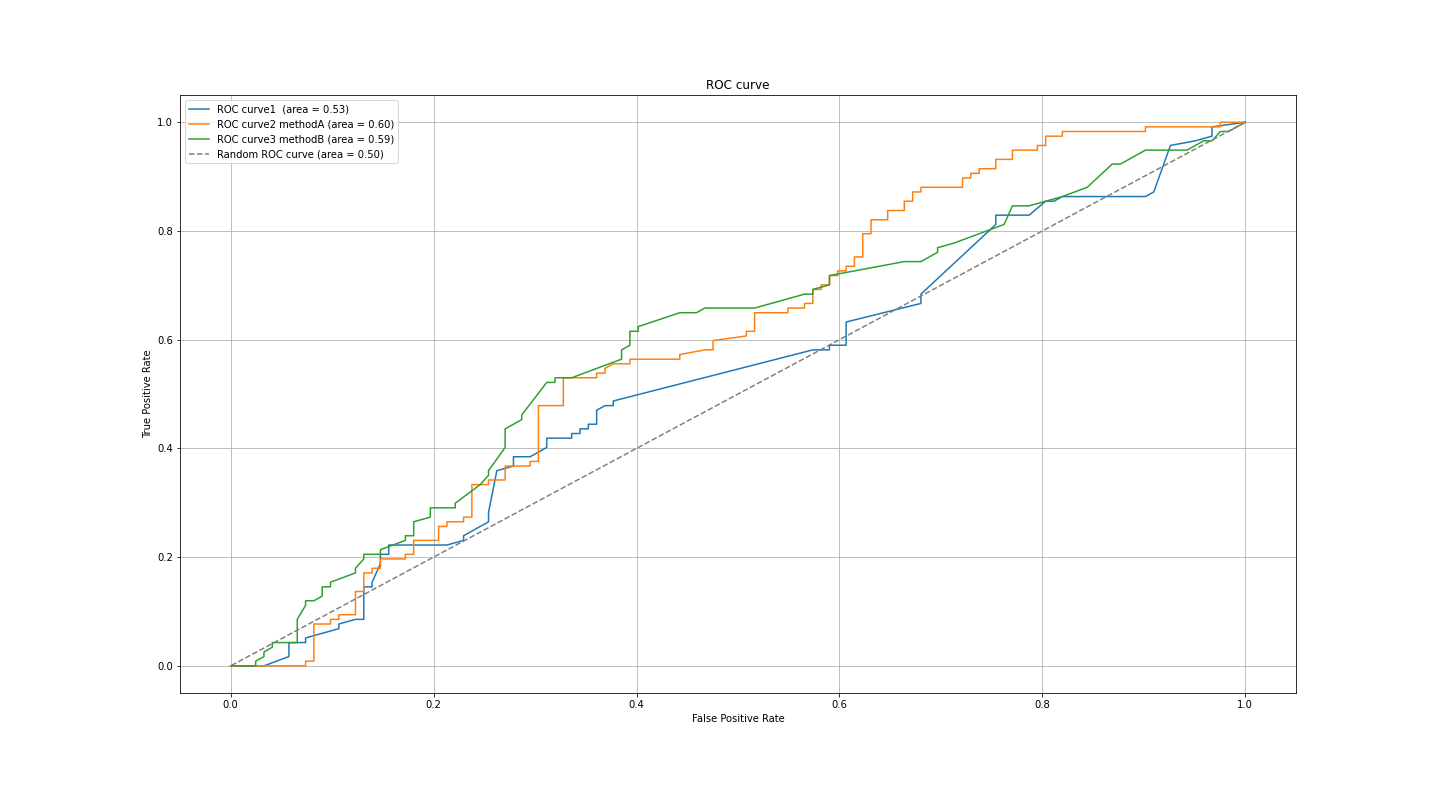 ROC curve
ROC curve1  (area = 0.53)
ROC curve2 methodA (area = 0.60)
ROC curve3 methodB (area = 0.59)
Random ROC curve (area = 0.50)
True Positive Rate
1.0
0.8
0.6
0.4
0.2
0.0
0.0 0.2 0.4 0.6 0.8 1.0
False Positive Rate